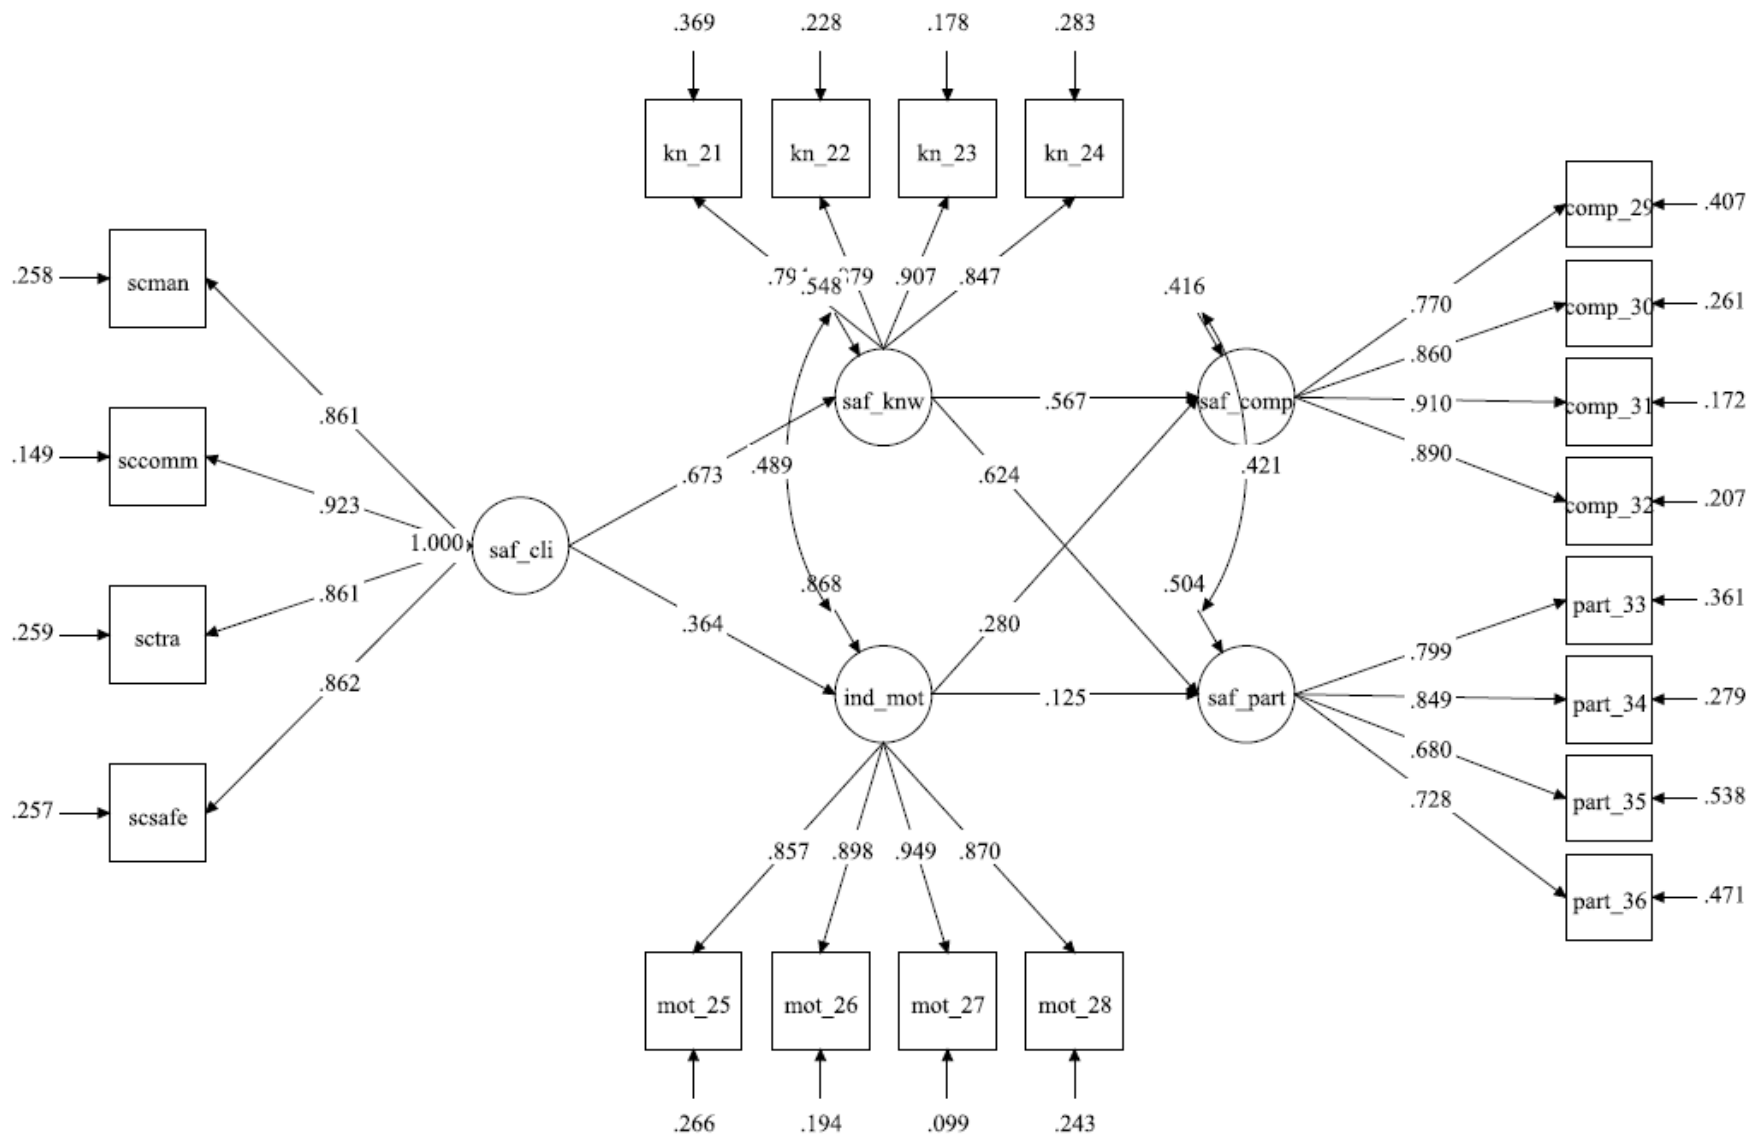 .369 .228 .178 .283
kn_21 kn_22 kn_23 kn_24
comp_29 .407
.258 scman
.548 .907 .847
.416
.770
comp_30 .261
.860
.861
saf_knw .567 saf_comp
.910 comp_31 .172
.149 sccomm
.890
.673 .489 .624 .421
.923
comp_32 .207
1.000 saf_cli
.861
.868 .504
part_33 .361
.259 sctra
.364 .280
.799
.862
ind_mot .125 saf_part
.849 part_34 .279
.680
.257 scsafe
.728 part_35 .538
.857 .898 .949 .870
part_36 .471
mot_25 mot_26 mot_27 mot_28
.266 .194 .099 .243